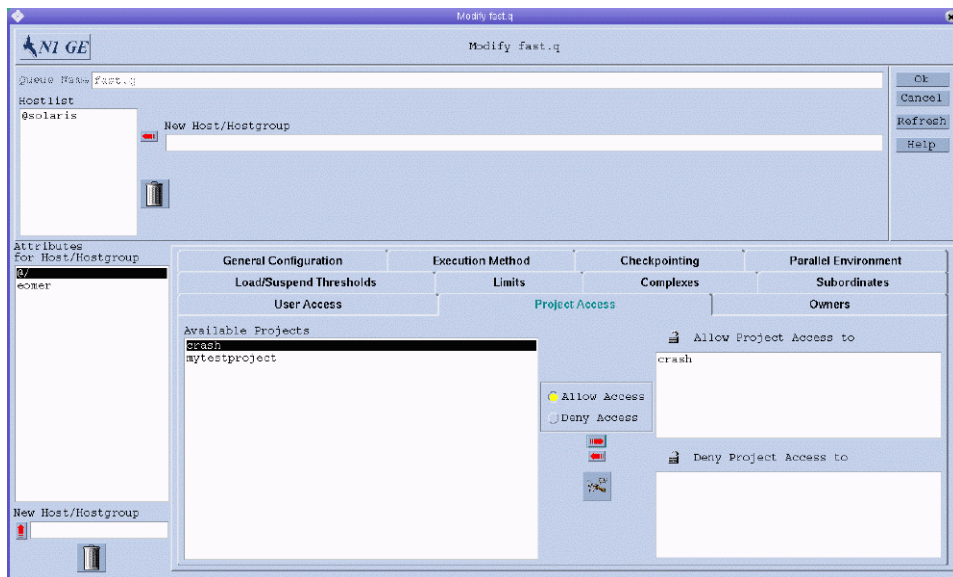 Modify fast.q
N1 GE
Modify fast.q
Queue Name fast.q
Ok
Hostlist
Cancel
@solaris
New Host/Hostgroup
Refresh
Help
Attributes
for Host/Hostgroup
@/
eomer
General Configuration Execution Method Checkpointing Parallel Environment
Load/Suspend Thresholds Limits Complexes Subordinates
User Access Project Access Owners
Available Projects
crash
mytestproject
Allow Access
Deny Access
Allow Project Access to
crash
Deny Project Access to
New Host/Hostgroup